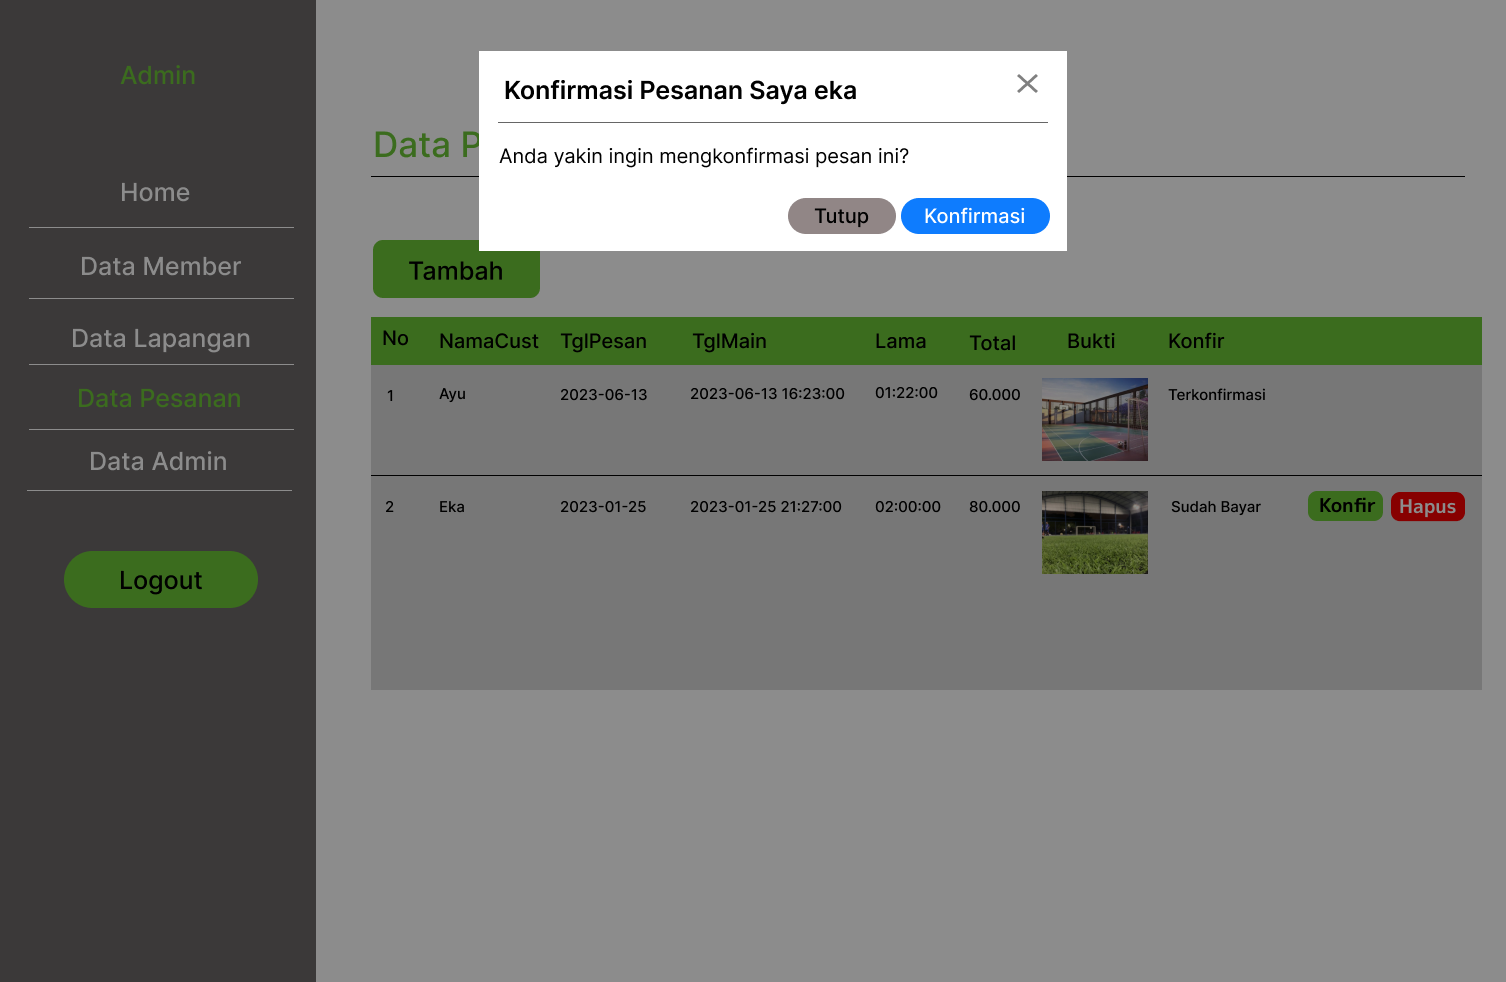 Admin
Home
Data Member
Data Lapangan
Data Pesanan
Data Admin
Logout
Konfirmasi Pesanan Saya eka
Anda yakin ingin mengkonfirmasi pesan ini?
Tutup Konfirmasi
Data
Tambah
No NamaCust TglPesan TglMain Lama Total Bukti Konfir
1 Ayu 2023-06-13 2023-06-13 16:23:00 01:22:00 60.000 Terkonfirmasi
2 Eka 2023-01-25 2023-01-25 21:27:00 02:00:00 80.000 Sudah Bayar Konfir Hapus